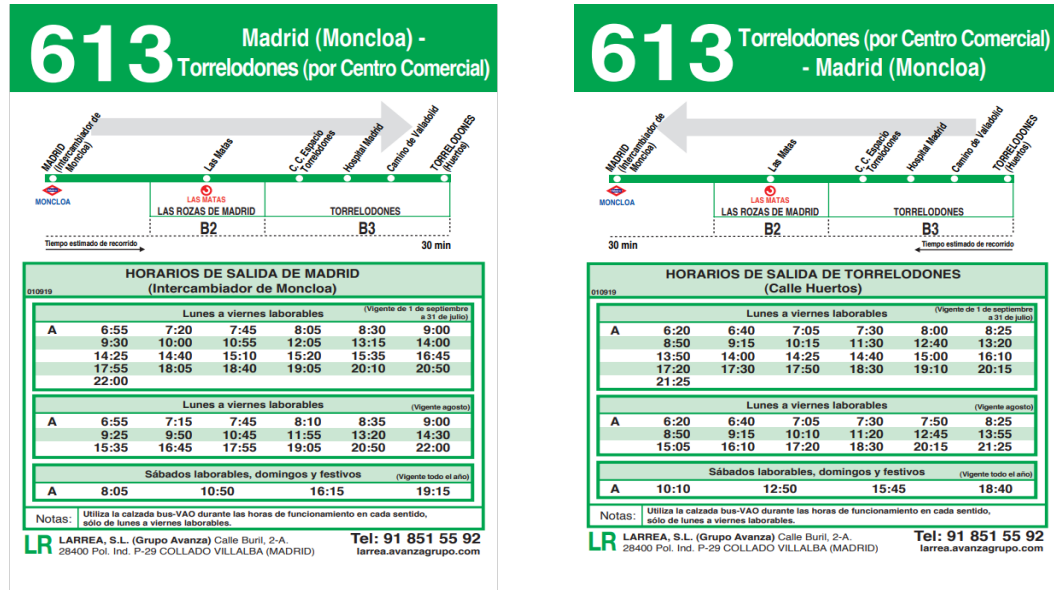 613
Madrid (Moncloa) -
Torrelodones (por Centro Comercial)
MADRID (Intercambiador de Moncloa)
Las Matas
C. C. Espacio Torrelodones
Hospital Madrid
Camino de Valladolid
TORRELODONES (Huertos)
MONCLOA
LAS MATAS
LAS ROZAS DE MADRID
TORRELODONES
B2
B3
Tiempo estimado de recorrido
30 min
HORARIOS DE SALIDA DE MADRID
(Intercambiador de Moncloa)
010919
Lunes a viernes laborables (Vigente de 1 de septiembre
a 31 de julio)
A 6:55 7:20 7:45 8:05 8:30 9:00
9:30 10:00 10:55 12:05 13:15 14:00
14:25 14:40 15:10 15:20 15:35 16:45
17:55 18:05 18:40 19:05 20:10 20:50
22:00
Lunes a viernes laborables (Vigente agosto)
A 6:55 7:15 7:45 8:10 8:35 9:00
9:25 9:50 10:45 11:55 13:20 14:30
15:35 16:45 17:55 19:05 20:50 22:00
Sábados laborables, domingos y festivos (Vigente todo el año)
A 8:05 10:50 16:15 19:15
Notas: Utiliza la calzada bus-VAO durante las horas de funcionamiento en cada sentido,
sólo de lunes a viernes laborables.
LR LARREA, S.L. (Grupo Avanza) Calle Buril, 2-A.
28400 Pol. Ind. P-29 COLLADO VILLALBA (MADRID)
Tel: 91 851 55 92
larrea.avanzagrupo.com
613
Torrelodones (por Centro Comercial)
- Madrid (Moncloa)
MADRID (Intercambiador de Moncloa)
Las Matas
C. C. Espacio Torrelodones
Hospital Madrid
Camino de Valladolid
TORRELODONES (Huertos)
MONCLOA
LAS MATAS
LAS ROZAS DE MADRID
TORRELODONES
B2
B3
30 min
Tiempo estimado de recorrido
HORARIOS DE SALIDA DE TORRELODONES
(Calle Huertos)
010919
Lunes a viernes laborables (Vigente de 1 de septiembre
a 31 de julio)
A 6:20 6:40 7:05 7:30 8:00 8:25
8:50 9:15 10:15 11:30 12:40 13:20
13:50 14:00 14:25 14:40 15:00 16:10
17:20 17:30 17:50 18:30 19:10 20:15
21:25
Lunes a viernes laborables (Vigente agosto)
A 6:20 6:40 7:05 7:30 7:50 8:25
8:50 9:15 10:10 11:20 12:45 13:55
15:05 16:10 17:20 18:30 20:15 21:25
Sábados laborables, domingos y festivos (Vigente todo el año)
A 10:10 12:50 15:45 18:40
Notas: Utiliza la calzada bus-VAO durante las horas de funcionamiento en cada sentido,
sólo de lunes a viernes laborables.
LR LARREA, S.L. (Grupo Avanza) Calle Buril, 2-A.
28400 Pol. Ind. P-29 COLLADO VILLALBA (MADRID)
Tel: 91 851 55 92
larrea.avanzagrupo.com